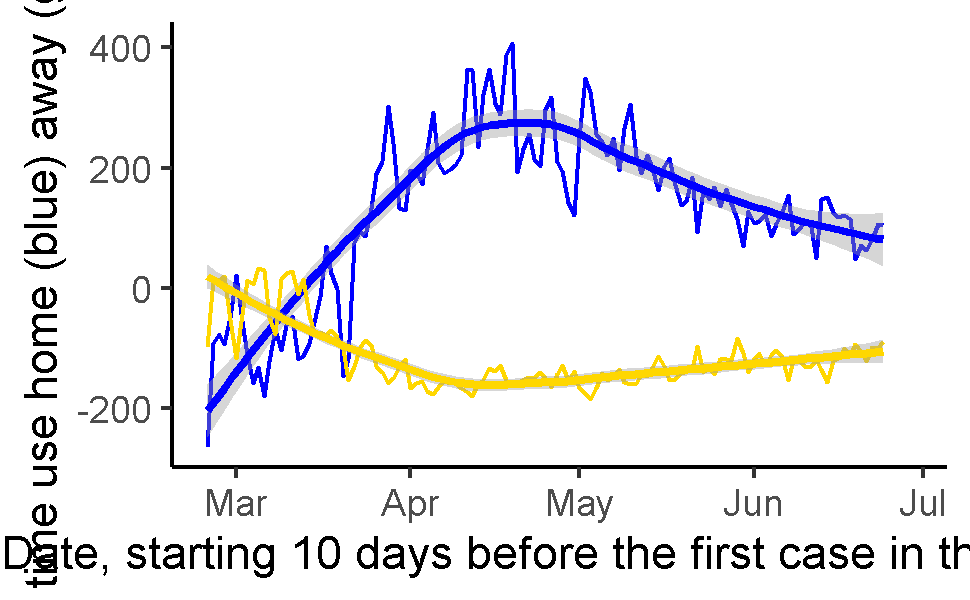 time use home (blue) away (
400
200
0
-200
Mar Apr May Jun Jul
Date, starting 10 days before the first case in th